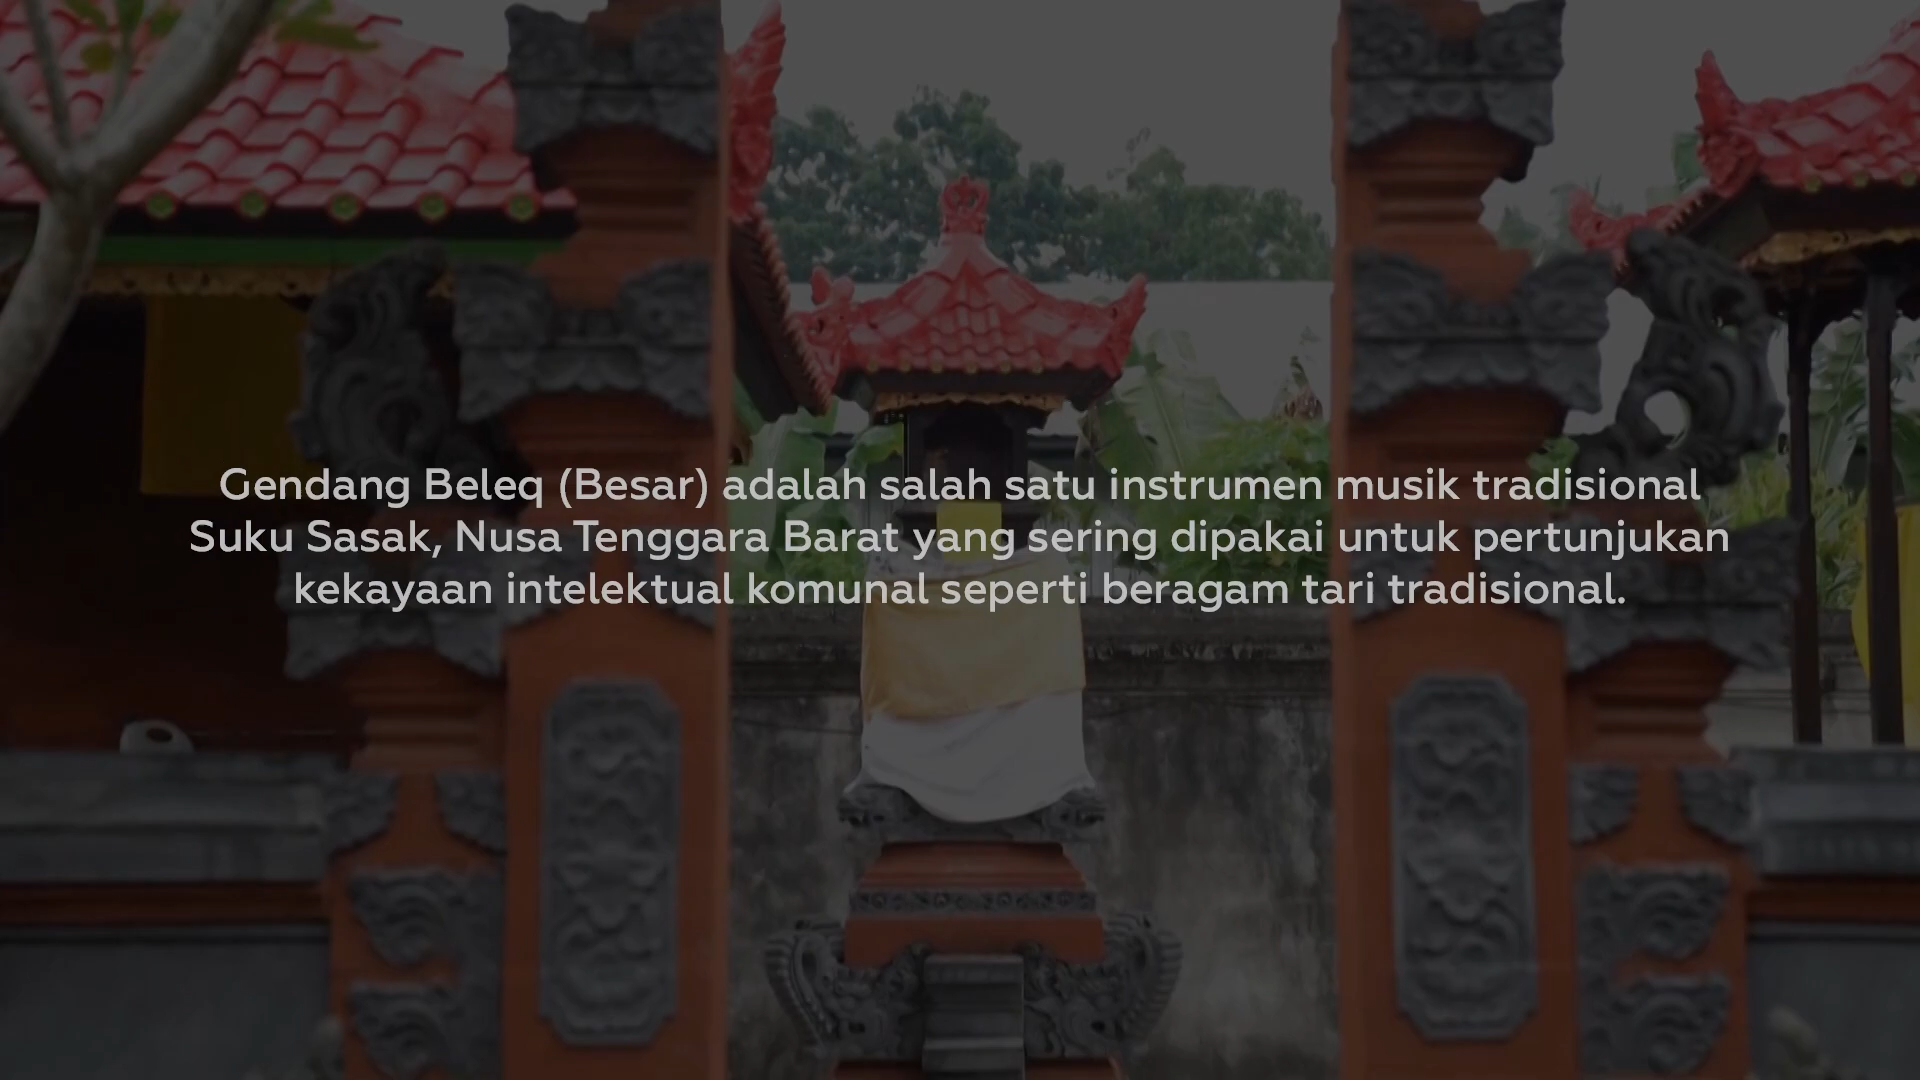 Gendang Beleq (Besar) adalah salah satu instrumen musik tradisional
Suku Sasak, Nusa Tenggara Barat yang sering dipakai untuk pertunjukan
kekayaan intelektual komunal seperti beragam tari tradisional.